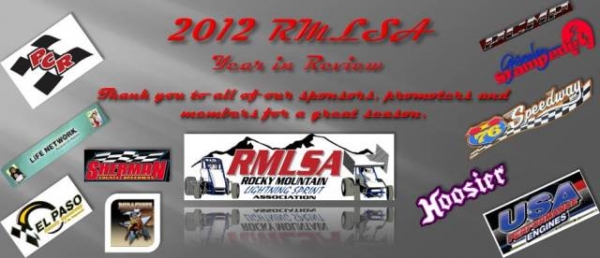 2012 RMLSA
Year in Review
Thank you to all of our sponsors, promoters and
members for a great season.
PCR
LIFE NETWORK
SHERMAN
EL PASO
RMLSA
ROCKY MOUNTAIN
LIGHTNING SPRINT
ASSOCIATION
76
Speedway
Hoosier
USA
PERFORMANCE
ENGINES